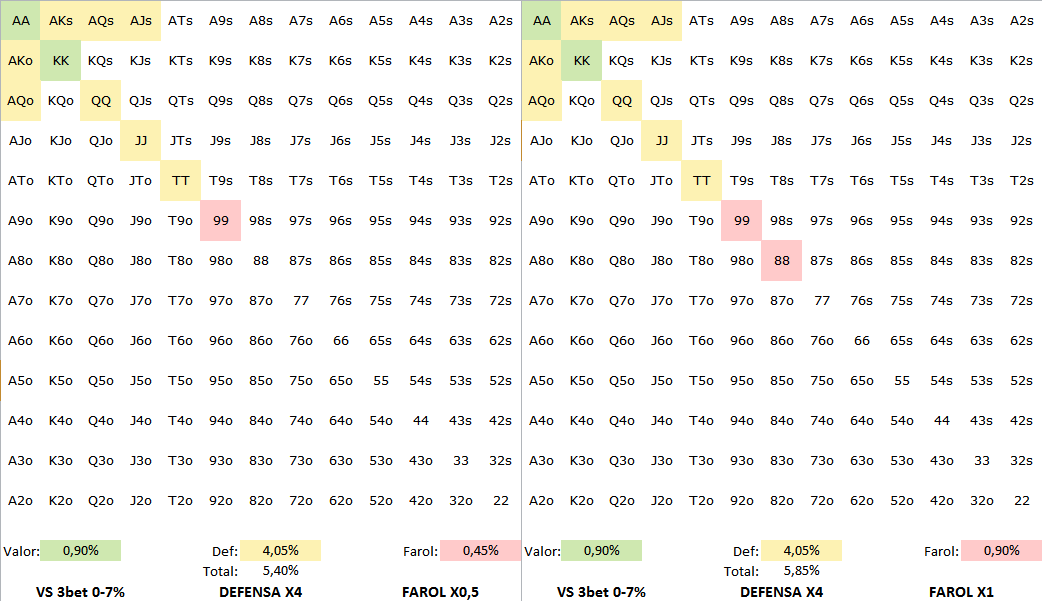 AA AKs AQs AJs ATs A9s A8s A7s A6s A5s A4s A3s A2s AA AKs AQs AJs ATs A9s A8s A7s A6s A5s A4s A3s A2s
AKo KK KQs KJs KTs K9s K8s K7s K6s K5s K4s K3s K2s AKo KK KQs KJs KTs K9s K8s K7s K6s K5s K4s K3s K2s
AQo KQo QQ QJs QTs Q9s Q8s Q7s Q6s Q5s Q4s Q3s Q2s AQo KQo QQ QJs QTs Q9s Q8s Q7s Q6s Q5s Q4s Q3s Q2s
AJo KJo QJo JJ JTs J9s J8s J7s J6s J5s J4s J3s J2s AJo KJo QJo JJ JTs J9s J8s J7s J6s J5s J4s J3s J2s
ATo KTo QTo JTo TT T9s T8s T7s T6s T5s T4s T3s T2s ATo KTo QTo JTo TT T9s T8s T7s T6s T5s T4s T3s T2s
A9o K9o Q9o J9o T9o 99 98s 97s 96s 95s 94s 93s 92s A9o K9o Q9o J9o T9o 99 98s 97s 96s 95s 94s 93s 92s
A8o K8o Q8o J8o T8o 98o 88 87s 86s 85s 84s 83s 82s A8o K8o Q8o J8o T8o 98o 88 87s 86s 85s 84s 83s 82s
A7o K7o Q7o J7o T7o 97o 87o 77 76s 75s 74s 73s 72s A7o K7o Q7o J7o T7o 97o 87o 77 76s 75s 74s 73s 72s
A6o K6o Q6o J6o T6o 96o 86o 76o 66 65s 64s 63s 62s A6o K6o Q6o J6o T6o 96o 86o 76o 66 65s 64s 63s 62s
A5o K5o Q5o J5o T5o 95o 85o 75o 65o 55 54s 53s 52s A5o K5o Q5o J5o T5o 95o 85o 75o 65o 55 54s 53s 52s
A4o K4o Q4o J4o T4o 94o 84o 74o 64o 54o 44 43s 42s A4o K4o Q4o J4o T4o 94o 84o 74o 64o 54o 44 43s 42s
A3o K3o Q3o J3o T3o 93o 83o 73o 63o 53o 43o 33 32s A3o K3o Q3o J3o T3o 93o 83o 73o 63o 53o 43o 33 32s
A2o K2o Q2o J2o T2o 92o 82o 72o 62o 52o 42o 32o 22 A2o K2o Q2o J2o T2o 92o 82o 72o 62o 52o 42o 32o 22
Valor: 0,90% Def: 4,05% Farol: 0,45% Valor: 0,90% Def: 4,05% Farol: 0,90%
Total: 5,40% Total: 5,85%
VS 3bet 0-7% DEFENSA X4 FAROL X0,5 VS 3bet 0-7% DEFENSA X4 FAROL X1